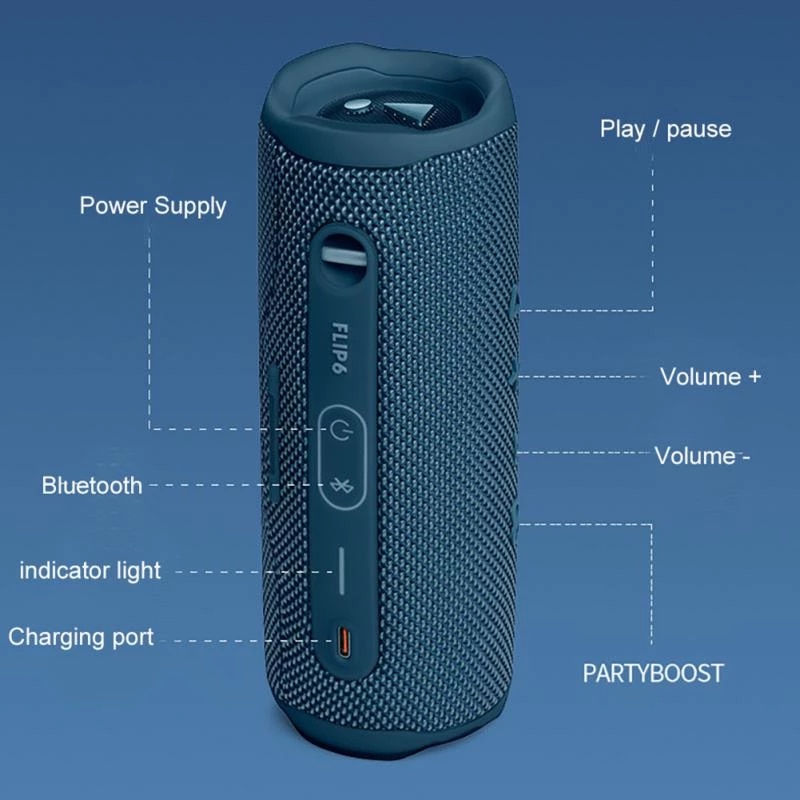 Play / pause
Power Supply
FLIP6
Volume +
Volume -
Bluetooth
indicator light
Charging port
PARTYBOOST